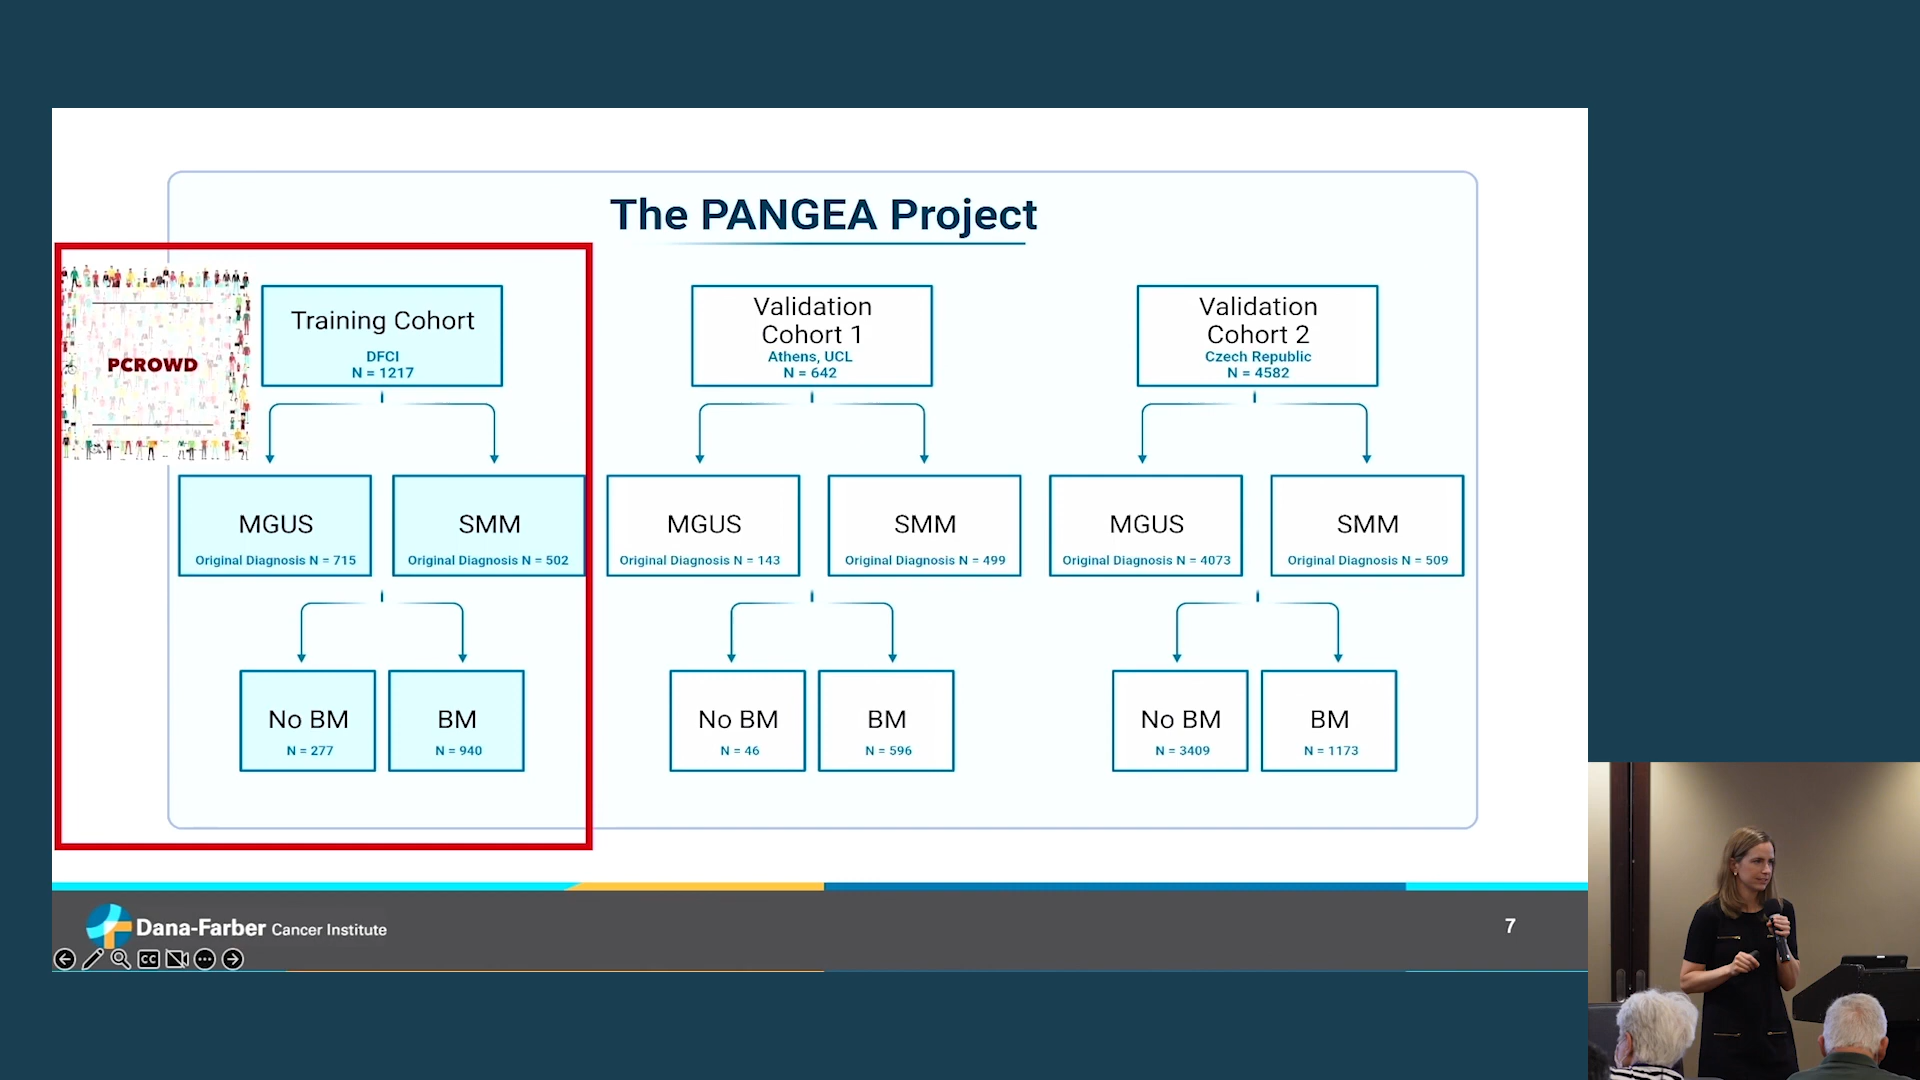 The PANGEA Project
PCROWD
Training Cohort
DFCI
N = 1217
MGUS
Original Diagnosis N = 715
SMM
Original Diagnosis N = 502
No BM
N = 277
BM
N = 940
Validation
Cohort 1
Athens, UCL
N = 642
MGUS
Original Diagnosis N = 143
SMM
Original Diagnosis N = 499
No BM
N = 46
BM
N = 596
Validation
Cohort 2
Czech Republic
N = 4582
MGUS
Original Diagnosis N = 4073
SMM
Original Diagnosis N = 509
No BM
N = 3409
BM
N = 1173
Dana-Farber Cancer Institute
7
CC